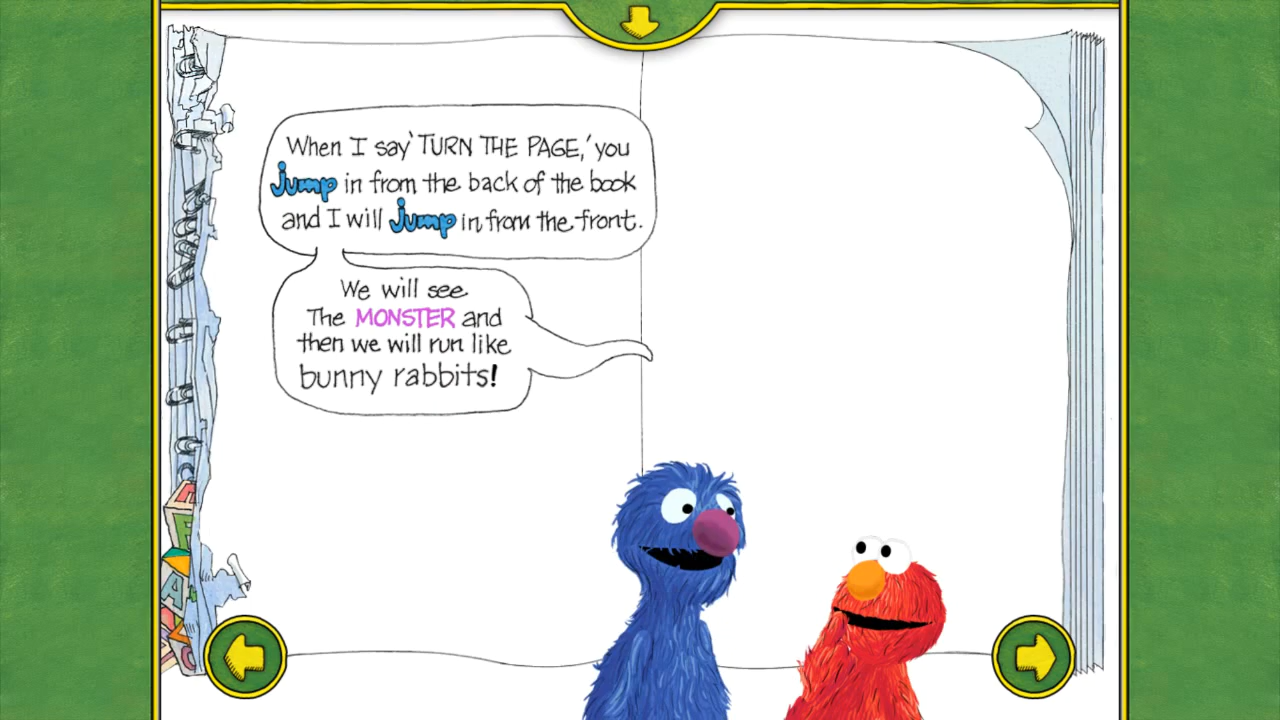 When I say 'TURN THE PAGE,' you
jump in from the back of the book
and I will jump in from the front.
We will see
The MONSTER and
then we will run like
bunny rabbits!